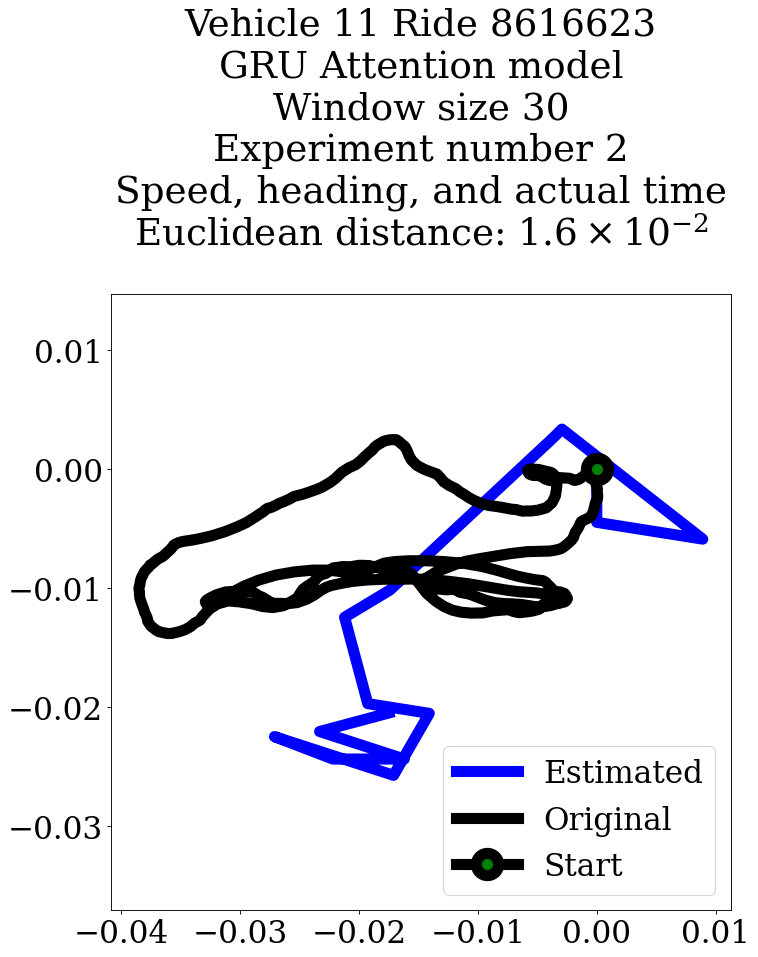 Vehicle 11 Ride 8616623
GRU Attention model
Window size 30
Experiment number 2
Speed, heading, and actual time
Euclidean distance: 1.6 × 10⁻²
0.01
0.00
−0.01
−0.02
−0.03
Estimated
Original
Start
−0.04 −0.03 −0.02 −0.01 0.00 0.01